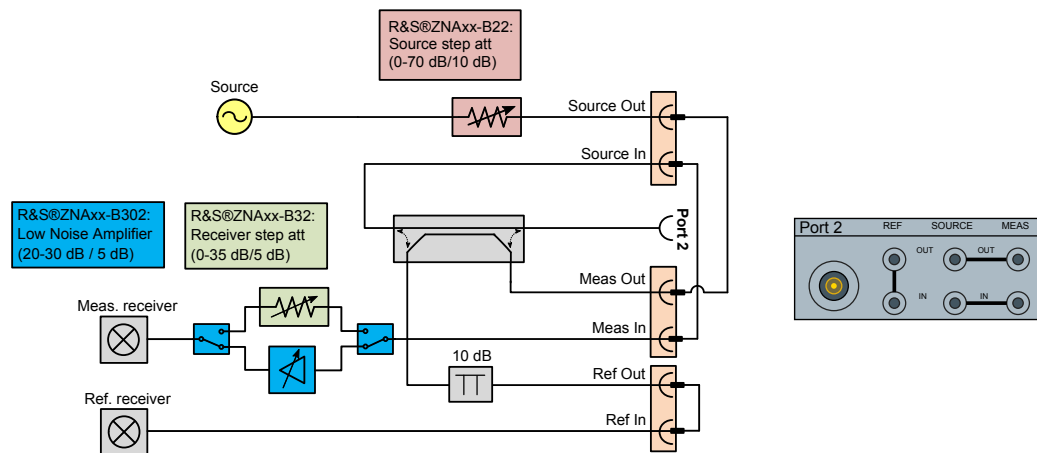 R&S®ZNAxx-B22:
Source step att
(0-70 dB/10 dB)
Source
Source Out
Source In
R&S®ZNAxx-B302:
Low Noise Amplifier
(20-30 dB / 5 dB)
R&S®ZNAxx-B32:
Receiver step att
(0-35 dB/5 dB)
Port 2
Meas Out
Meas. receiver
Meas In
10 dB
Ref Out
Ref. receiver
Ref In
Port 2
REF
SOURCE
MEAS
OUT
OUT
IN
IN